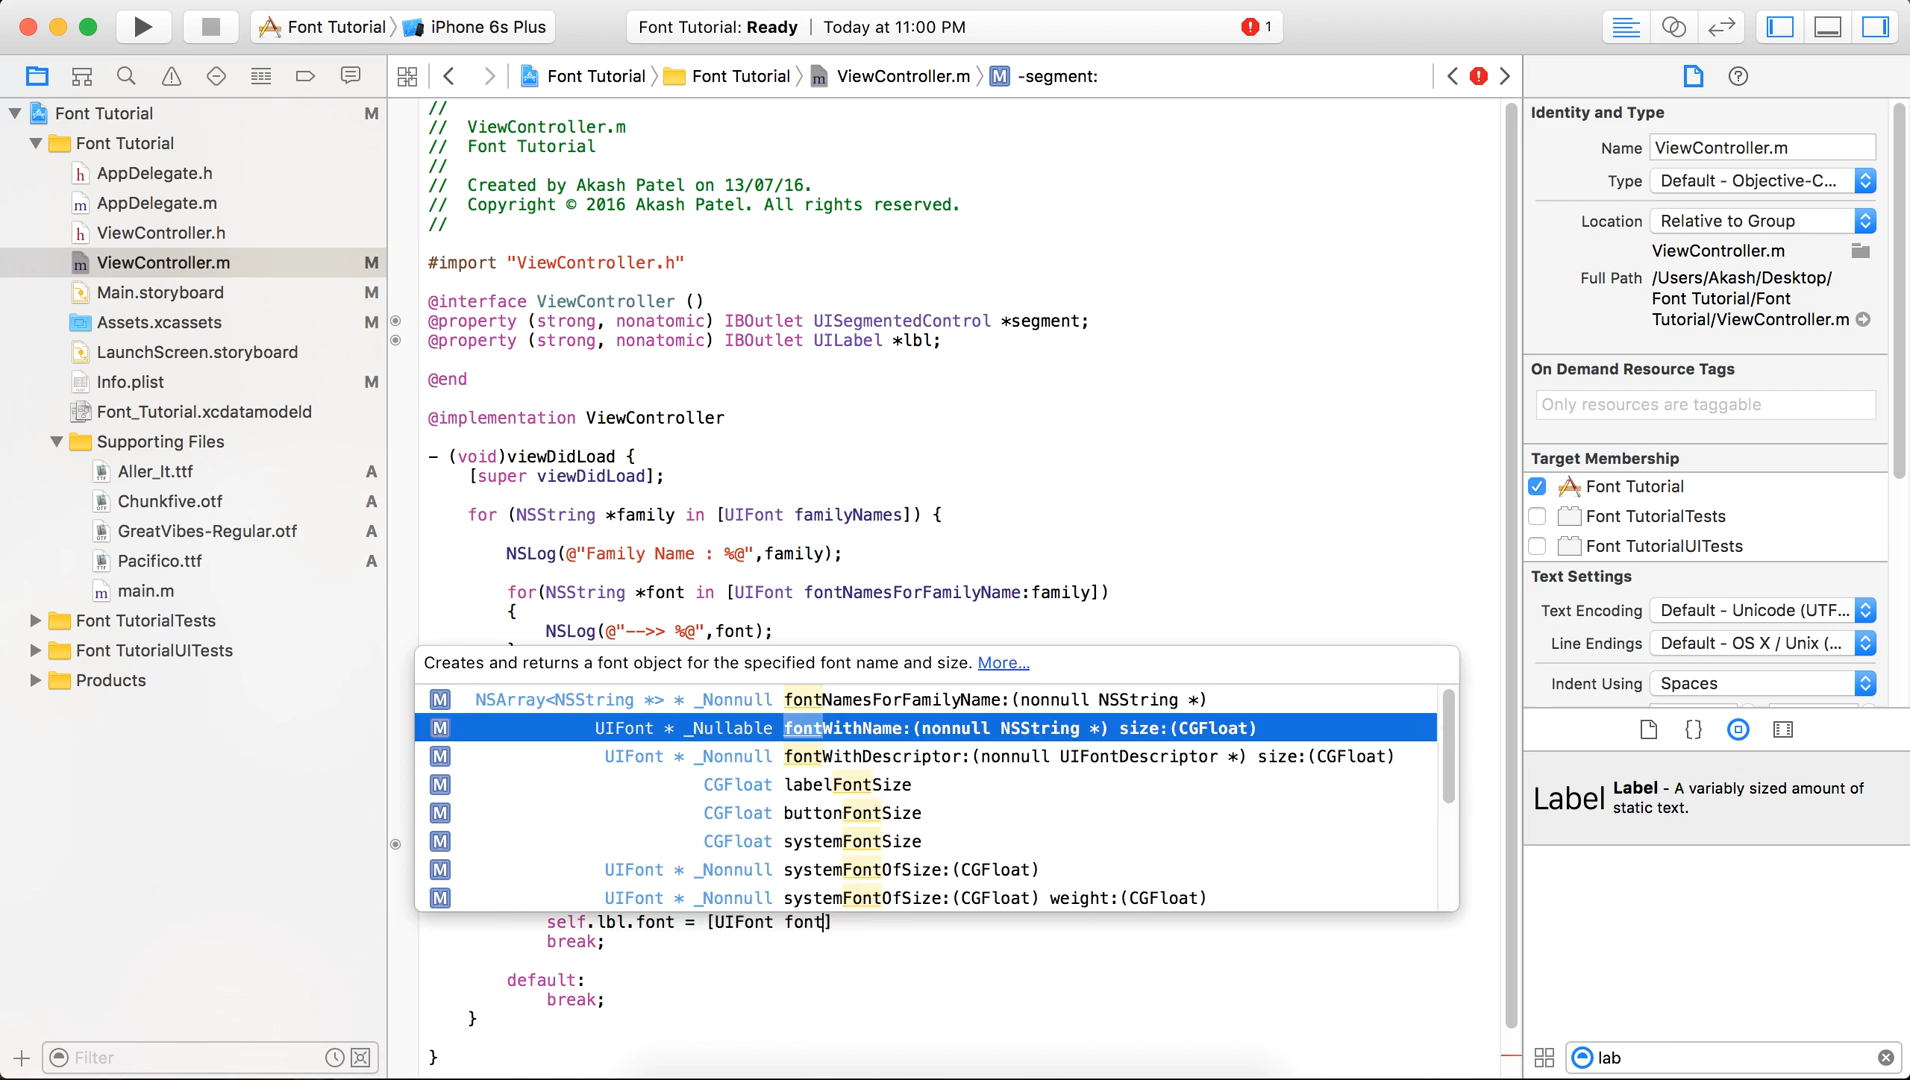 Font Tutorial
iPhone 6s Plus
Font Tutorial: Ready
Today at 11:00 PM
1
Font Tutorial
Font Tutorial
ViewController.m
M
-segment:
Font Tutorial M
Font Tutorial
h AppDelegate.h
m AppDelegate.m
h ViewController.h
m ViewController.m M
Main.storyboard M
Assets.xcassets M
LaunchScreen.storyboard
Info.plist M
Font_Tutorial.xcdatamodeld
Supporting Files
Aller_lt.ttf A
Chunkfive.otf A
GreatVibes-Regular.otf A
Pacifico.ttf A
m main.m
Font TutorialTests
Font TutorialUITests
Products
Filter
//
// ViewController.m
// Font Tutorial
//
// Created by Akash Patel on 13/07/16.
// Copyright © 2016 Akash Patel. All rights reserved.
//
#import "ViewController.h"
@interface ViewController ()
@property (strong, nonatomic) IBOutlet UISegmentedControl *segment;
@property (strong, nonatomic) IBOutlet UILabel *lbl;
@end
@implementation ViewController
- (void)viewDidLoad {
[super viewDidLoad];
for (NSString *family in [UIFont familyNames]) {
NSLog(@"Family Name : %@",family);
for(NSString *font in [UIFont fontNamesForFamilyName:family])
{
NSLog(@"-->> %@",font);
Creates and returns a font object for the specified font name and size. More...
M NSArray<NSString *> * _Nonnull fontNamesForFamilyName:(nonnull NSString *)
M UIFont * _Nullable fontWithName:(nonnull NSString *) size:(CGFloat)
M UIFont * _Nonnull fontWithDescriptor:(nonnull UIFontDescriptor *) size:(CGFloat)
M CGFloat labelFontSize
M CGFloat buttonFontSize
M CGFloat systemFontSize
M UIFont * _Nonnull systemFontOfSize:(CGFloat)
M UIFont * _Nonnull systemFontOfSize:(CGFloat) weight:(CGFloat)
self.lbl.font = [UIFont font]
break;
default:
break;
}
}
Identity and Type
Name ViewController.m
Type Default - Objective-C...
Location Relative to Group
ViewController.m
Full Path /Users/Akash/Desktop/
Font Tutorial/Font
Tutorial/ViewController.m
On Demand Resource Tags
Only resources are taggable
Target Membership
Font Tutorial
Font TutorialTests
Font TutorialUITests
Text Settings
Text Encoding Default - Unicode (UTF...
Line Endings Default - OS X / Unix (...
Indent Using Spaces
{}
Label
Label - A variably sized amount of
static text.
lab